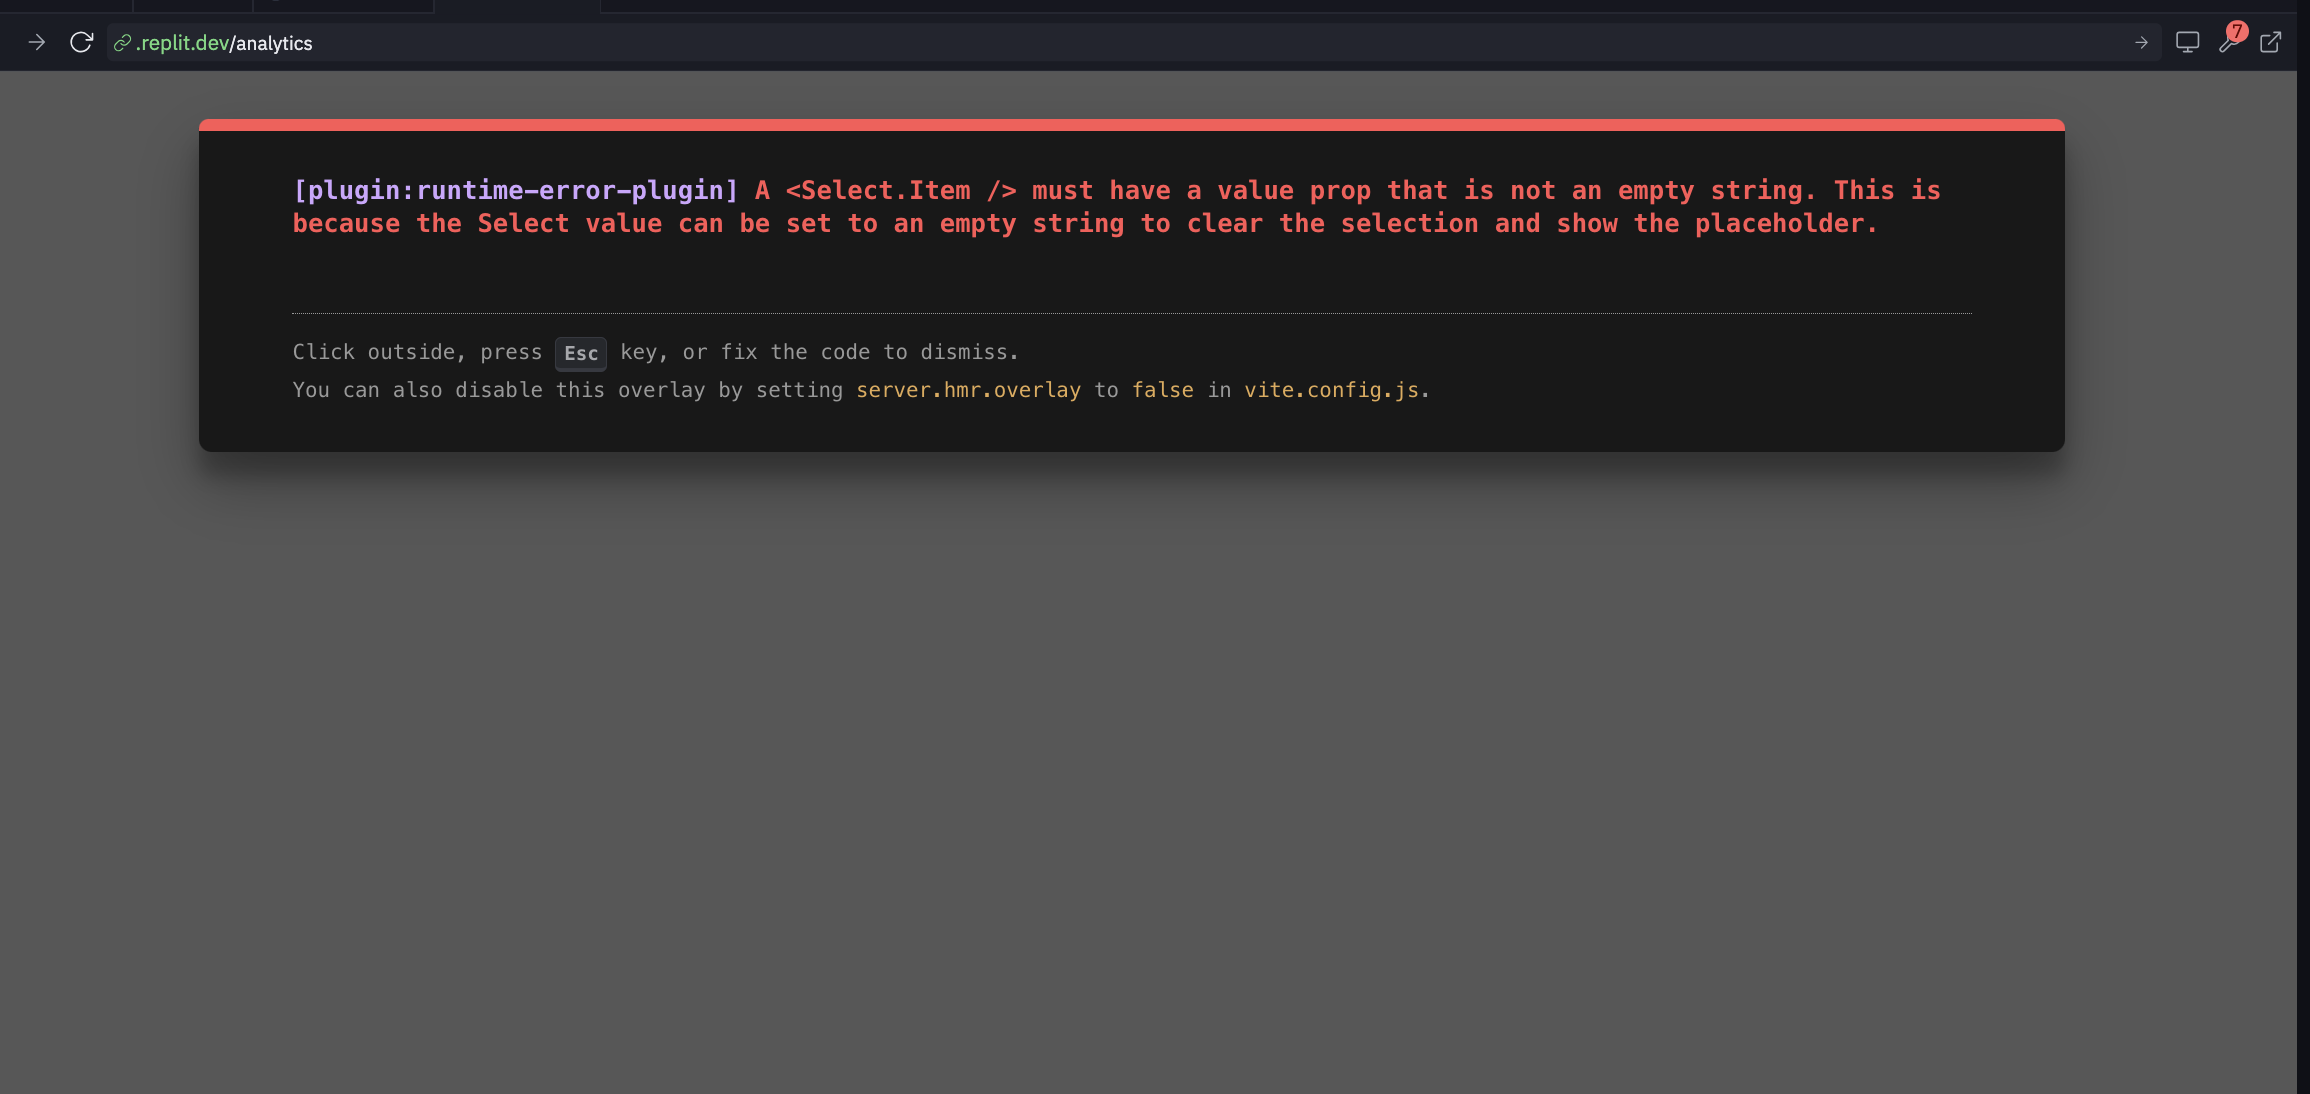 .replit.dev/analytics
7
[plugin:runtime-error-plugin] A <Select.Item /> must have a value prop that is not an empty string. This is
because the Select value can be set to an empty string to clear the selection and show the placeholder.
Click outside, press Esc key, or fix the code to dismiss.
You can also disable this overlay by setting server.hmr.overlay to false in vite.config.js.